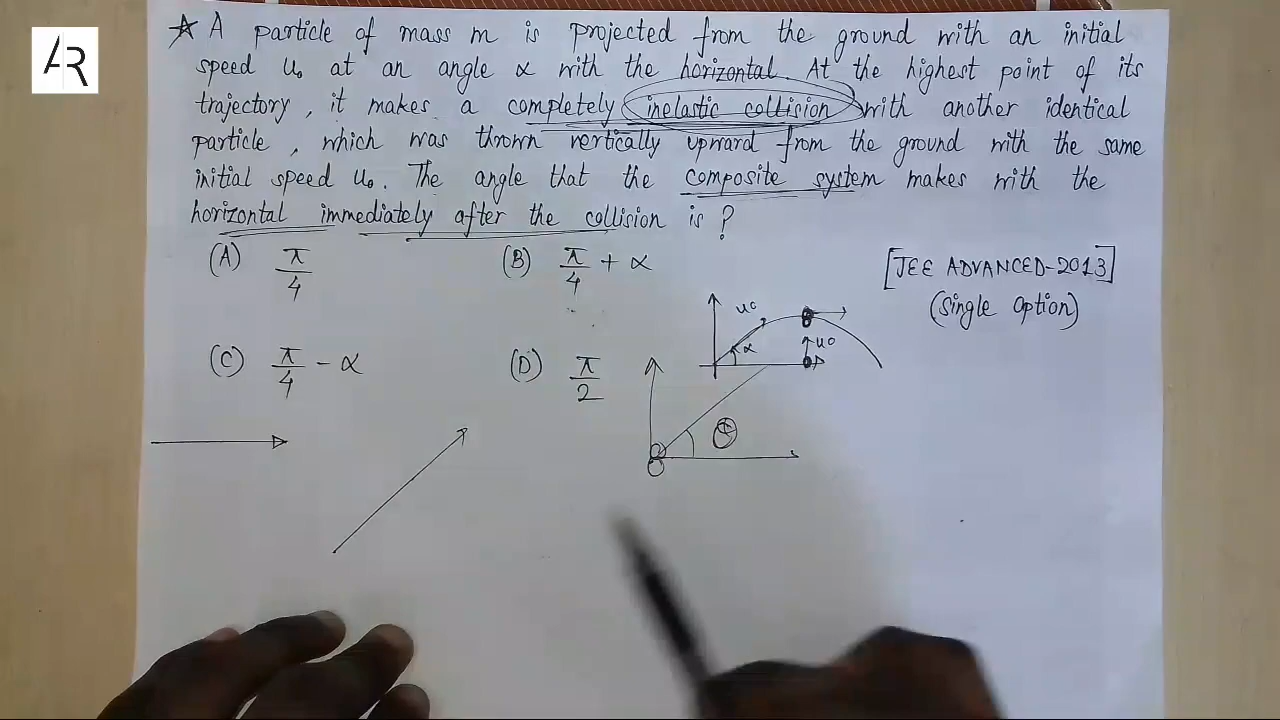 AR
☆ A particle of mass m is projected from the ground with an initial
speed u₀ at an angle α with the horizontal. At the highest point of its
trajectory, it makes a completely inelastic collision with another identical
particle, which was thrown vertically upward from the ground with the same
initial speed u₀. The angle that the composite system makes with the
horizontal immediately after the collision is ?
(A) π/4
(B) π/4 + α
[JEE ADVANCED-2013]
(Single Option)
(C) π/4 - α
(D) π/2
u₀
α
u₀